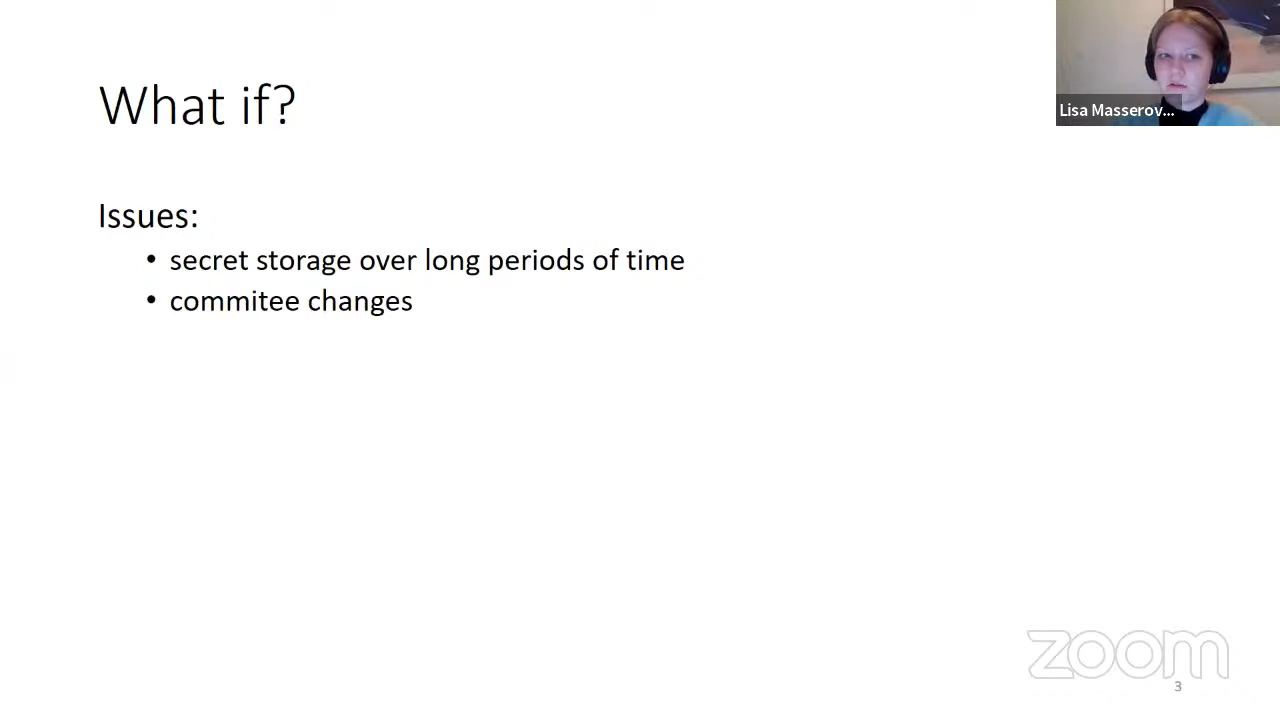 What if?
Lisa Masserov...
Issues:
• secret storage over long periods of time
• commitee changes
zoom
3